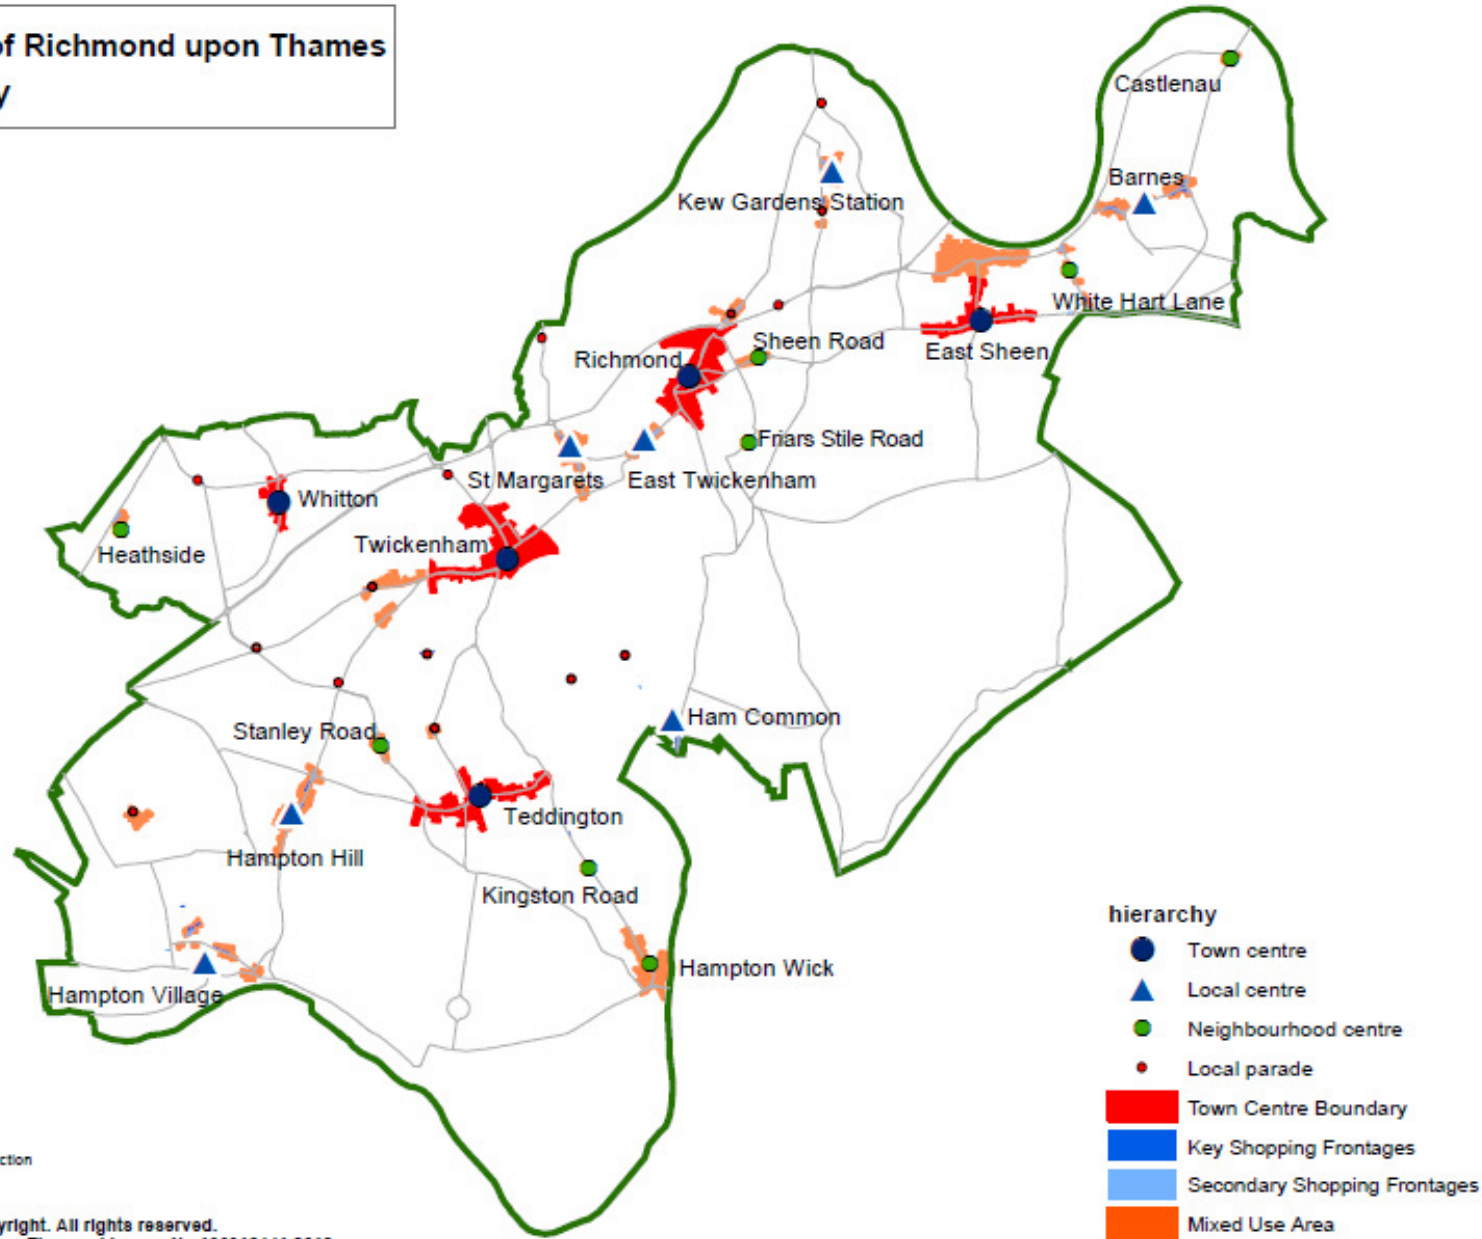 of Richmond upon Thames
y
Castlenau
Barnes
Kew Gardens Station
White Hart Lane
Sheen Road
East Sheen
Richmond
Friars Stile Road
St Margarets
East Twickenham
Whitton
Twickenham
Heathside
Ham Common
Stanley Road
Teddington
Hampton Hill
Kingston Road
Hampton Wick
Hampton Village
hierarchy
Town centre
Local centre
Neighbourhood centre
Local parade
Town Centre Boundary
Key Shopping Frontages
Secondary Shopping Frontages
Mixed Use Area
ction
yright. All rights reserved.